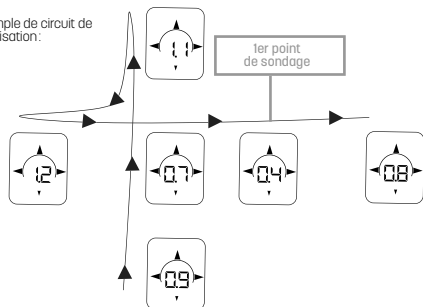 mple de circuit de
isation:
1.1
1er point
de sondage
1.2
0.7
0.4
0.8
0.9